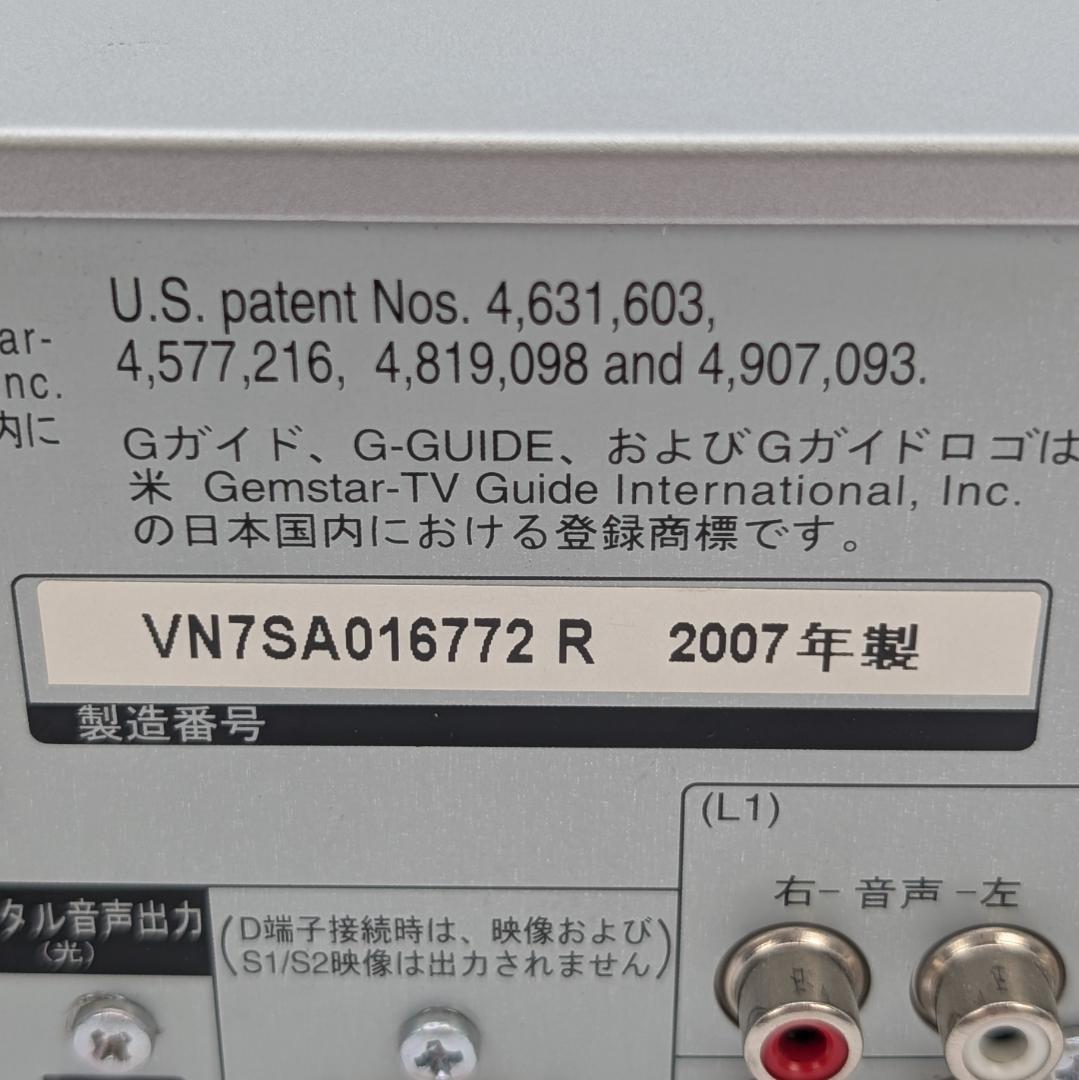 U.S. patent Nos. 4,631,603,
4,577,216, 4,819,098 and 4,907,093.
ar-
nc.
内に
Gガイド、G-GUIDE、およびGガイドロゴは
米 Gemstar-TV Guide International, Inc.
の日本国内における登録商標です。
VN7SA016772 R 2007年製
製造番号
(L1)
右-音声-左
タル音声出力
(光)
(D端子接続時は、映像および
S1/S2映像は出力されません)